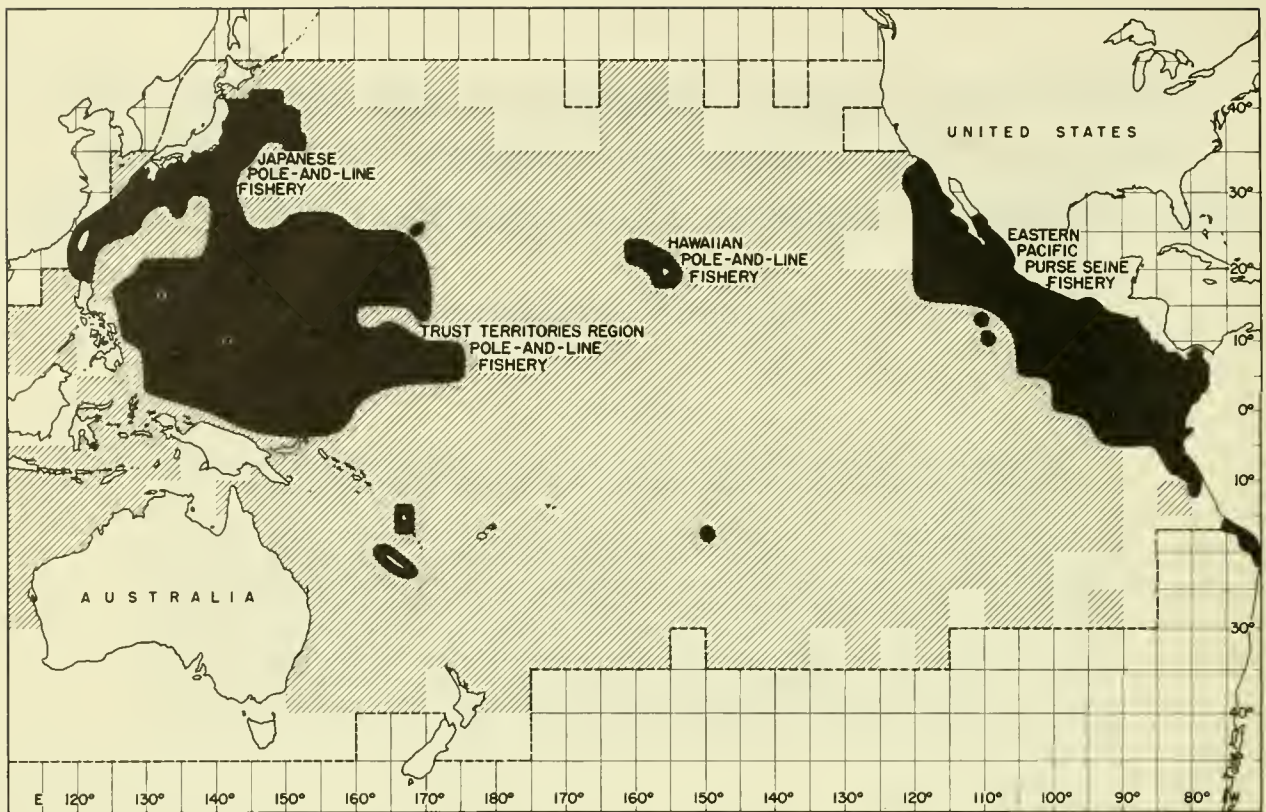 UNITED STATES
JAPANESE
POLE-AND-LINE
FISHERY
HAWAIIAN
POLE-AND-LINE
FISHERY
EASTERN
PACIFIC
PURSE SEINE
FISHERY
TRUST TERRITORIES REGION
POLE-AND-LINE
FISHERY
AUSTRALIA
40°
30°
20°
10°
0°
10°
30°
40°
E 120° 130° 140° 150° 160° 170° 180° 170° 160° 150° 140° 130° 120° 110° 100° 90° 80° W